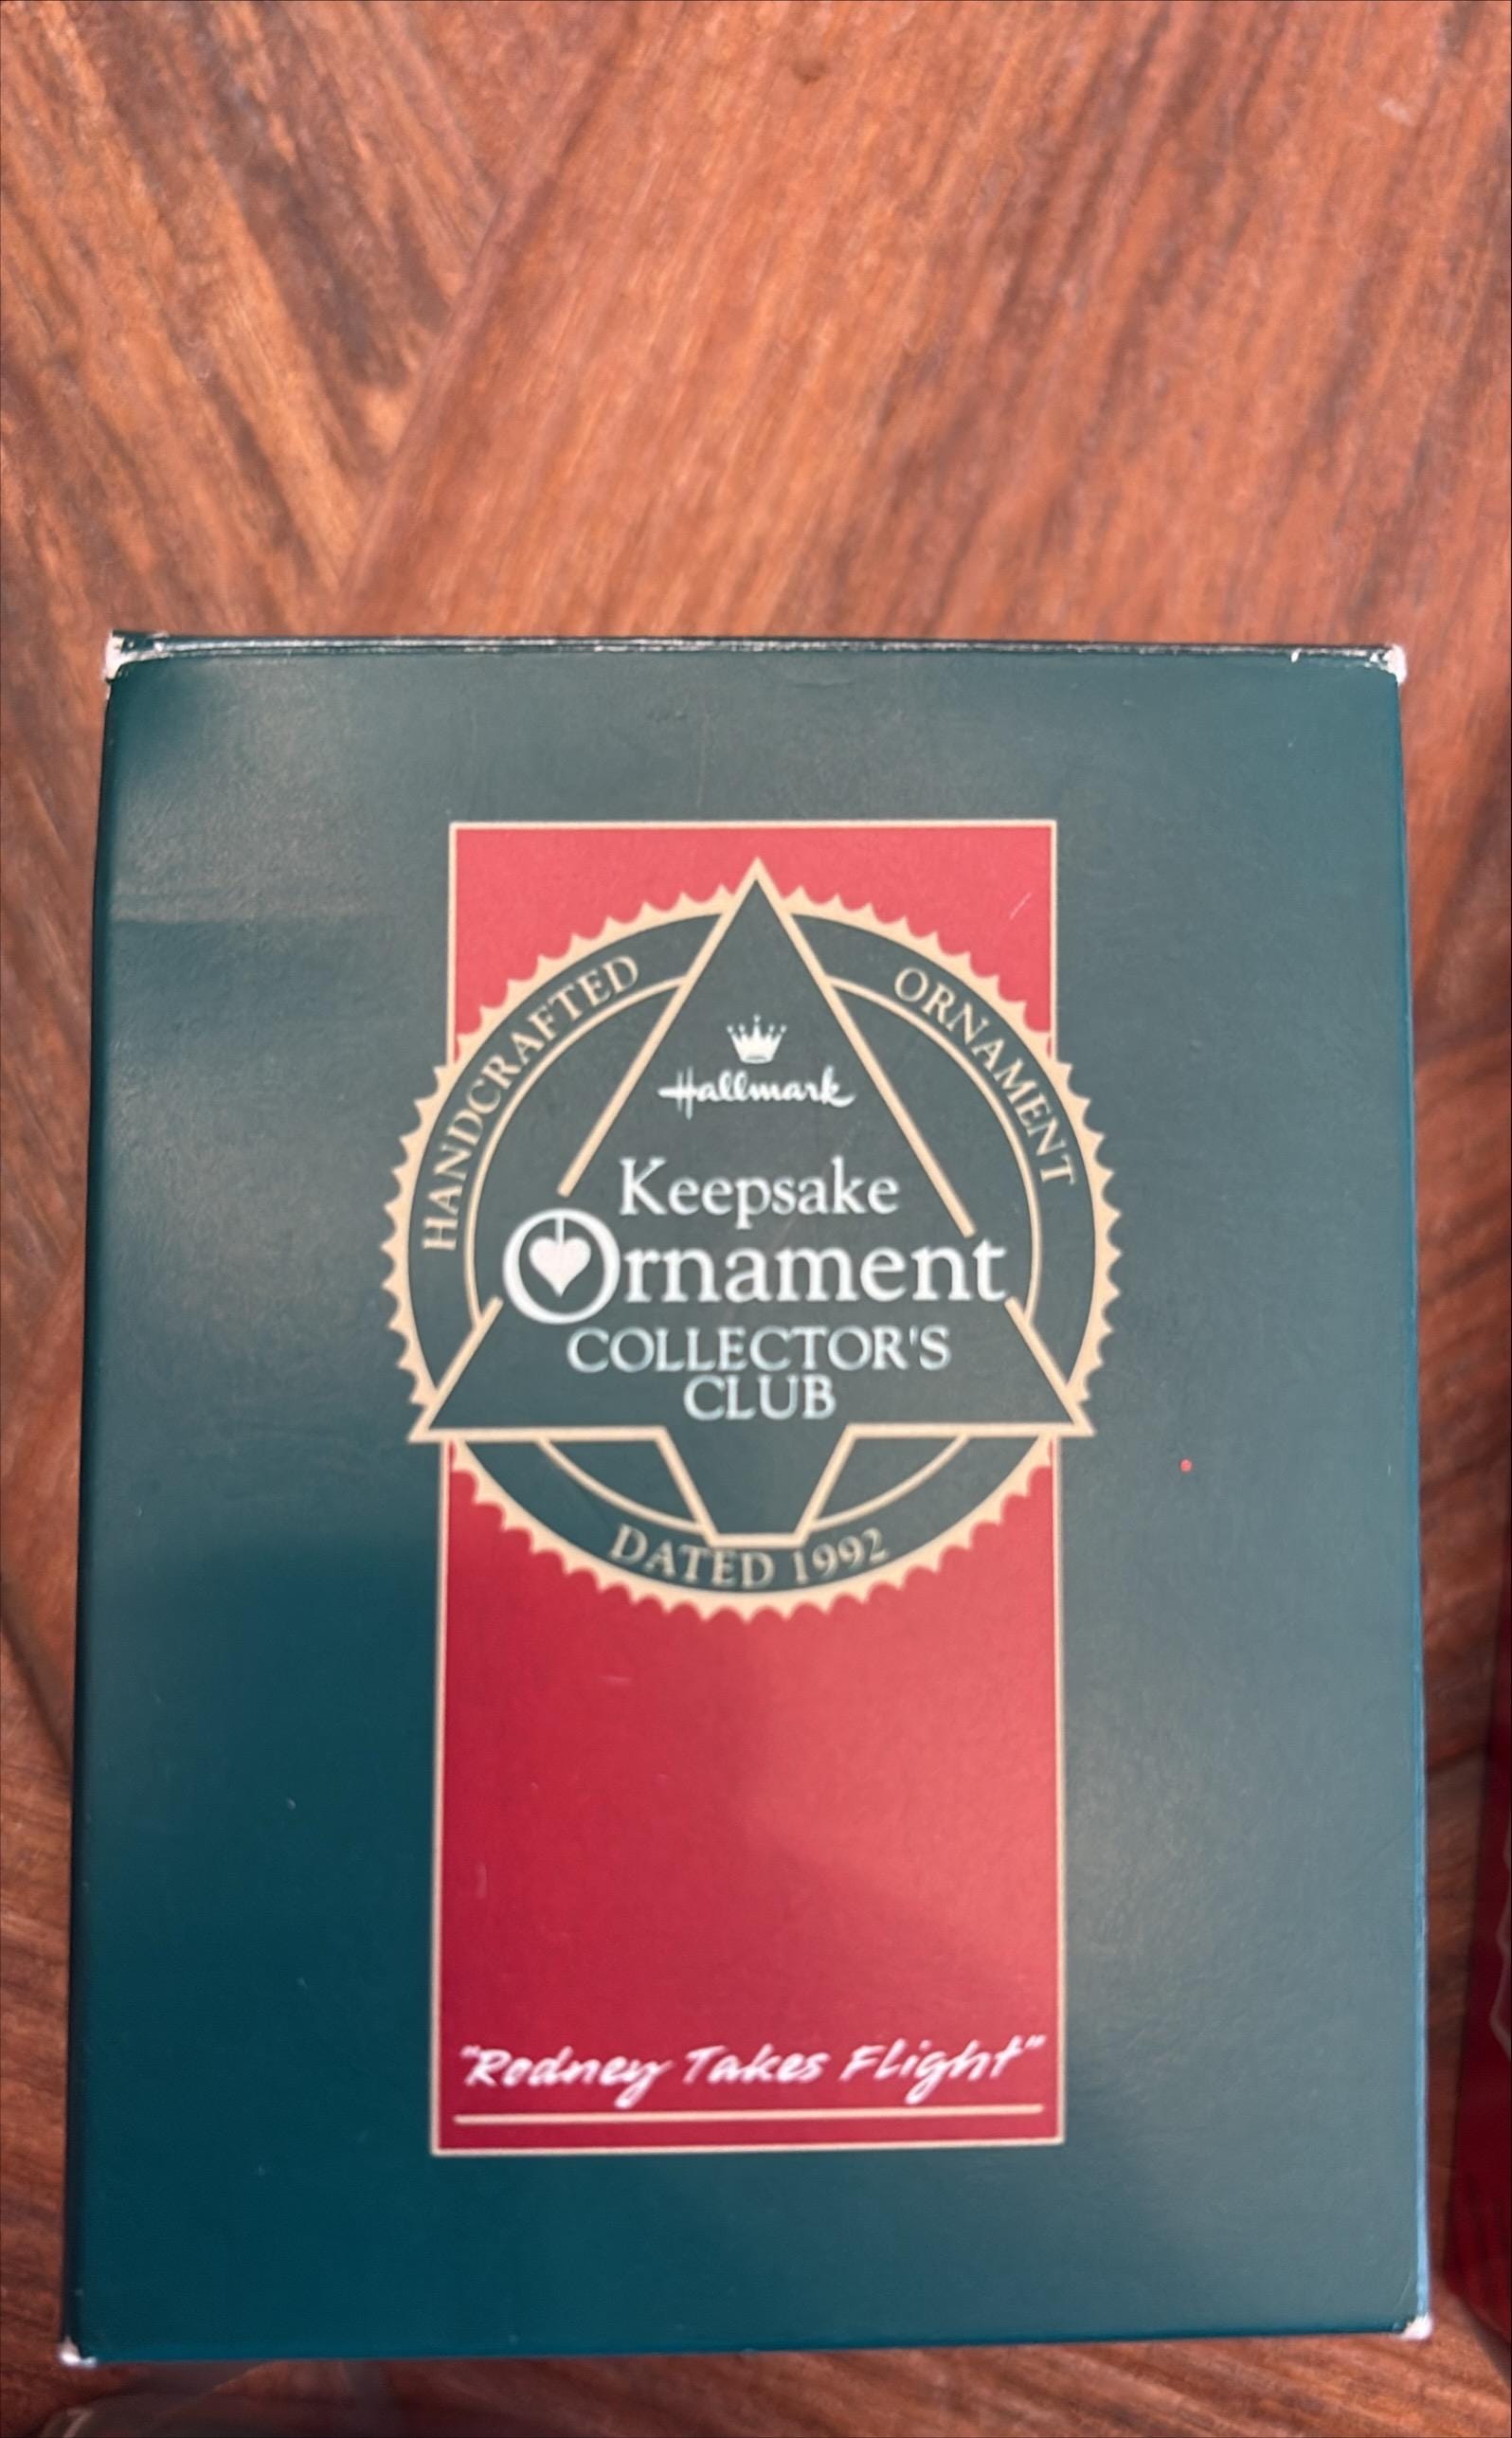 HANDCRAFTED
ORNAMENT
Hallmark
Keepsake
Ornament
COLLECTOR'S
CLUB
DATED 1992
"Rodney Takes Flight"